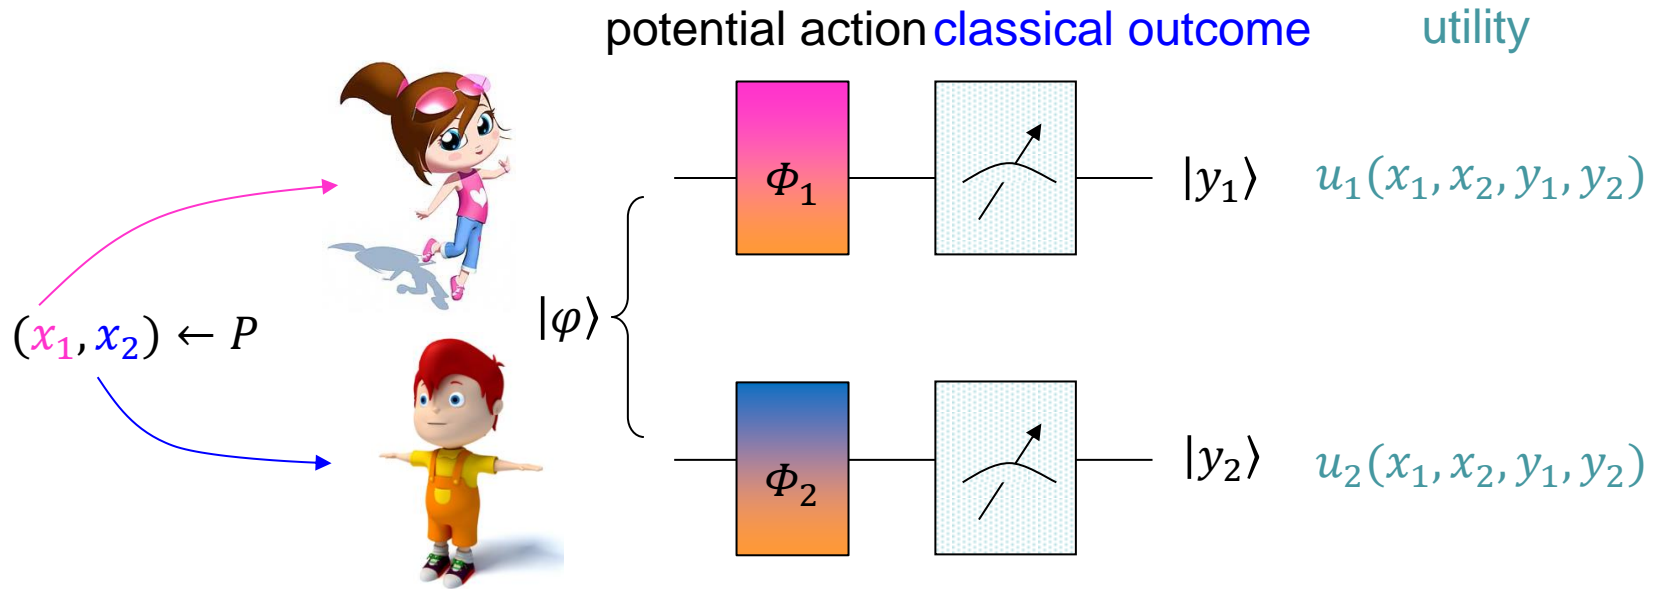 potential action classical outcome utility
Φ₁
|y₁⟩ u₁(x₁, x₂, y₁, y₂)
(x₁, x₂) ← P |φ⟩
Φ₂
|y₂⟩ u₂(x₁, x₂, y₁, y₂)